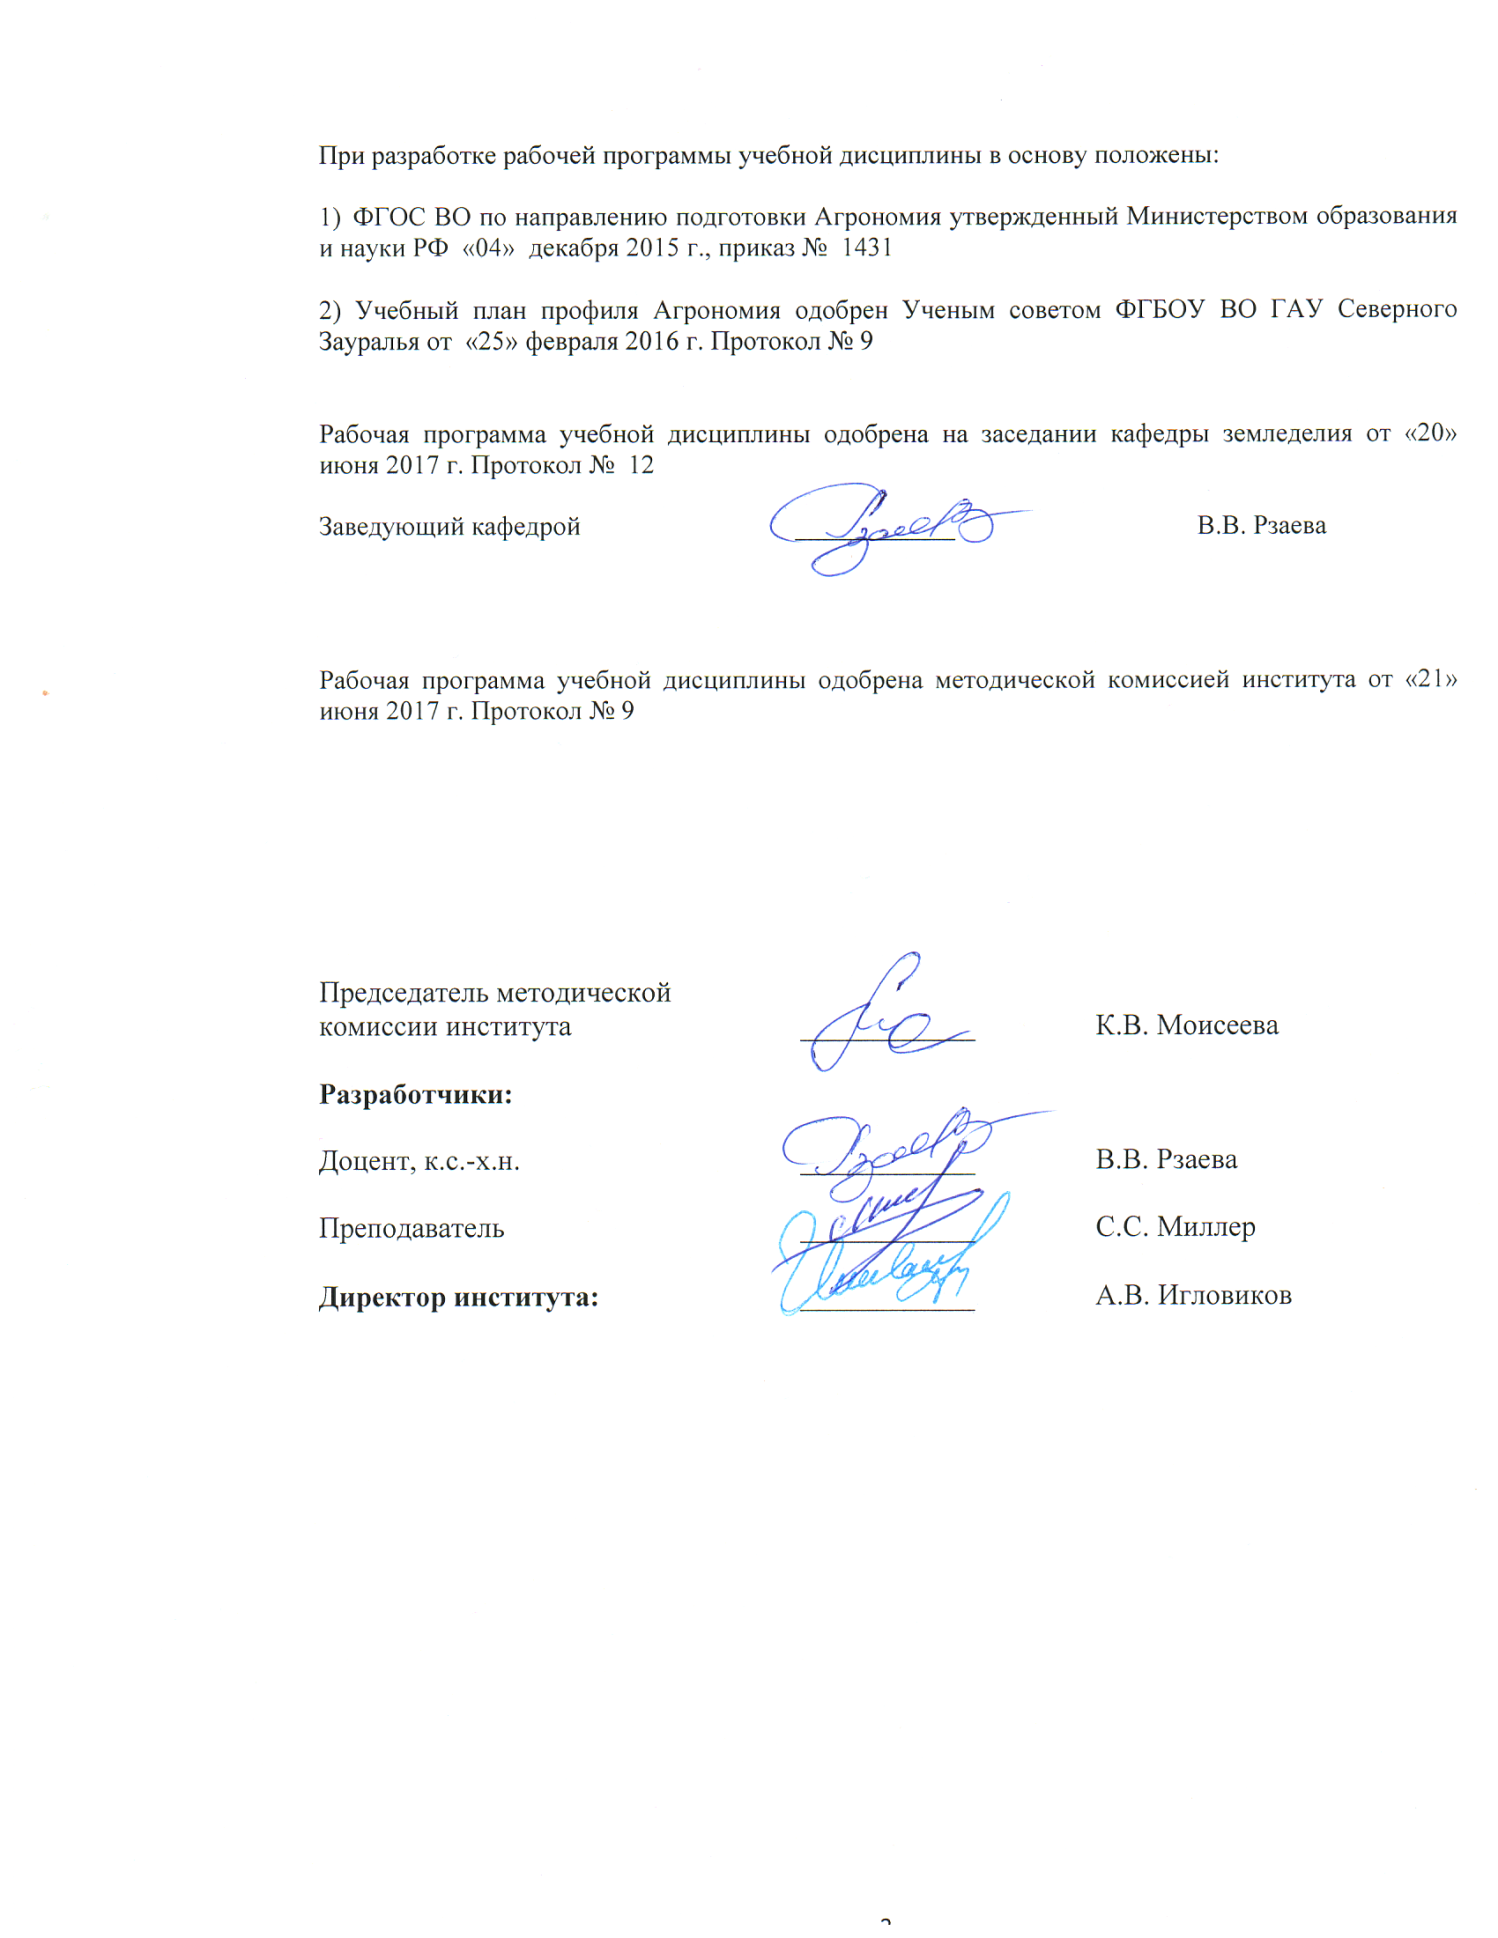 При разработке рабочей программы учебной дисциплины в основу положены:
1) ФГОС ВО по направлению подготовки Агрономия утвержденный Министерством образования
и науки РФ «04» декабря 2015 г., приказ № 1431
2) Учебный план профиля Агрономия одобрен Ученым советом ФГБОУ ВО ГАУ Северного
Зауралья от «25» февраля 2016 г. Протокол № 9
Рабочая программа учебной дисциплины одобрена на заседании кафедры земледелия от «20»
июня 2017 г. Протокол № 12
Заведующий кафедрой В.В. Рзаева
Рабочая программа учебной дисциплины одобрена методической комиссией института от «21»
июня 2017 г. Протокол № 9
Председатель методической
комиссии института К.В. Моисеева
Разработчики:
Доцент, к.с.-х.н. В.В. Рзаева
Преподаватель С.С. Миллер
Директор института: А.В. Игловиков